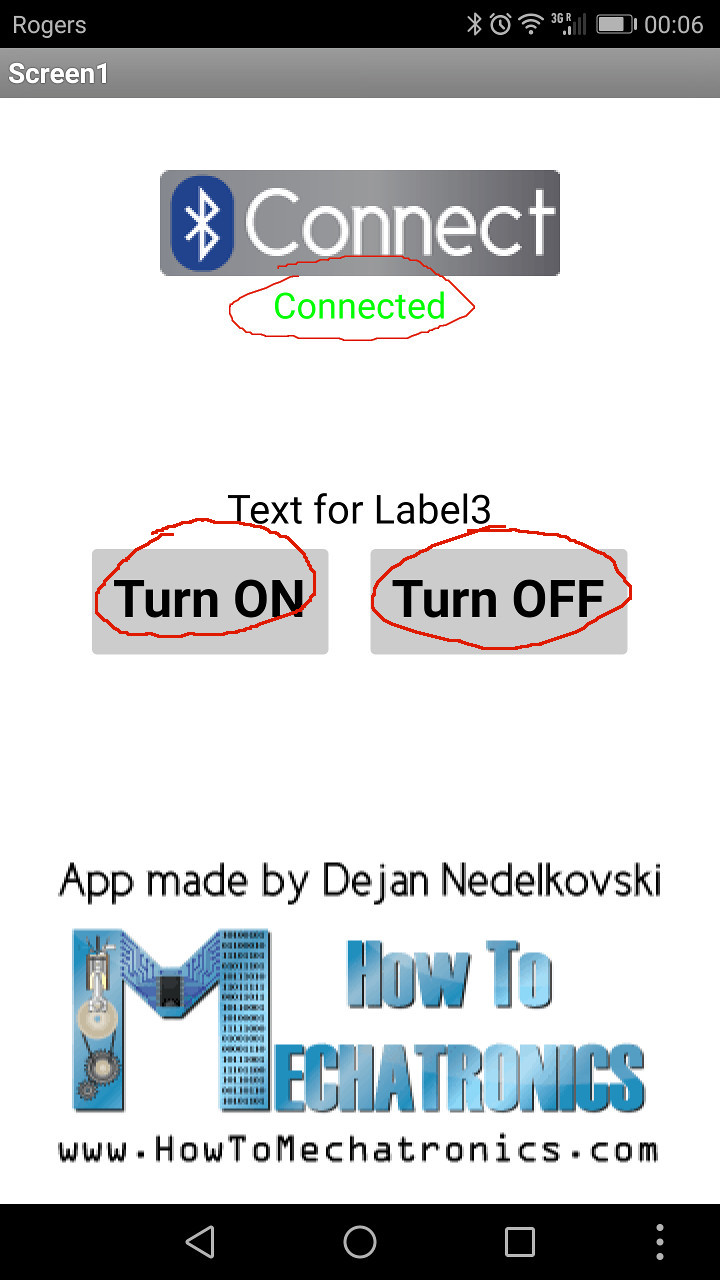 Rogers 3G R 00:06
Screen1
Connect
Connected
Text for Label3
Turn ON Turn OFF
App made by Dejan Nedelkovski
How To
MECHATRONICS
www.HowToMechatronics.com